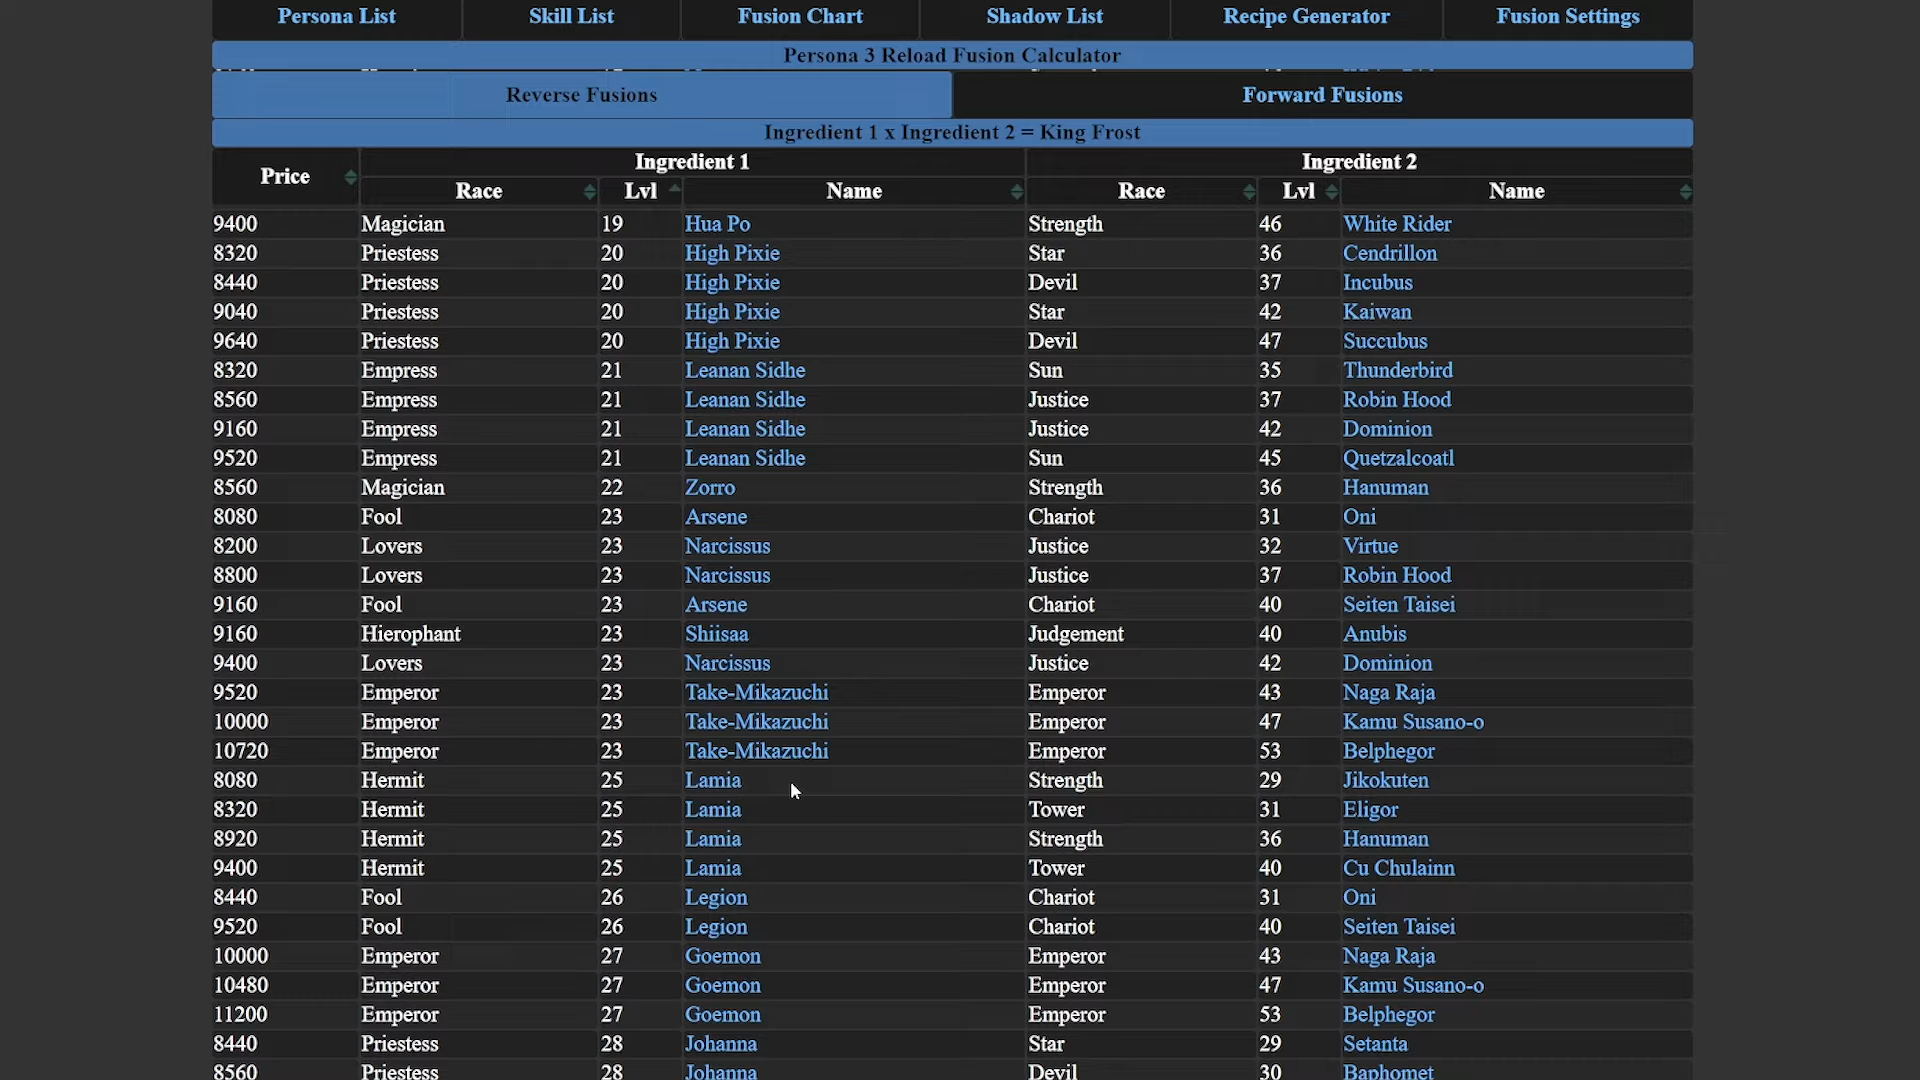 Persona List Skill List Fusion Chart Shadow List Recipe Generator Fusion Settings
Persona 3 Reload Fusion Calculator
Reverse Fusions Forward Fusions
Ingredient 1 x Ingredient 2 = King Frost
Price Ingredient 1 Ingredient 2
Race Lvl Name Race Lvl Name
9400 Magician 19 Hua Po Strength 46 White Rider
8320 Priestess 20 High Pixie Star 36 Cendrillon
8440 Priestess 20 High Pixie Devil 37 Incubus
9040 Priestess 20 High Pixie Star 42 Kaiwan
9640 Priestess 20 High Pixie Devil 47 Succubus
8320 Empress 21 Leanan Sidhe Sun 35 Thunderbird
8560 Empress 21 Leanan Sidhe Justice 37 Robin Hood
9160 Empress 21 Leanan Sidhe Justice 42 Dominion
9520 Empress 21 Leanan Sidhe Sun 45 Quetzalcoatl
8560 Magician 22 Zorro Strength 36 Hanuman
8080 Fool 23 Arsene Chariot 31 Oni
8200 Lovers 23 Narcissus Justice 32 Virtue
8800 Lovers 23 Narcissus Justice 37 Robin Hood
9160 Fool 23 Arsene Chariot 40 Seiten Taisei
9160 Hierophant 23 Shiisaa Judgement 40 Anubis
9400 Lovers 23 Narcissus Justice 42 Dominion
9520 Emperor 23 Take-Mikazuchi Emperor 43 Naga Raja
10000 Emperor 23 Take-Mikazuchi Emperor 47 Kamu Susano-o
10720 Emperor 23 Take-Mikazuchi Emperor 53 Belphegor
8080 Hermit 25 Lamia Strength 29 Jikokuten
8320 Hermit 25 Lamia Tower 31 Eligor
8920 Hermit 25 Lamia Strength 36 Hanuman
9400 Hermit 25 Lamia Tower 40 Cu Chulainn
8440 Fool 26 Legion Chariot 31 Oni
9520 Fool 26 Legion Chariot 40 Seiten Taisei
10000 Emperor 27 Goemon Emperor 43 Naga Raja
10480 Emperor 27 Goemon Emperor 47 Kamu Susano-o
11200 Emperor 27 Goemon Emperor 53 Belphegor
8440 Priestess 28 Johanna Star 29 Setanta
8560 Priestess 28 Johanna Devil 30 Baphomet